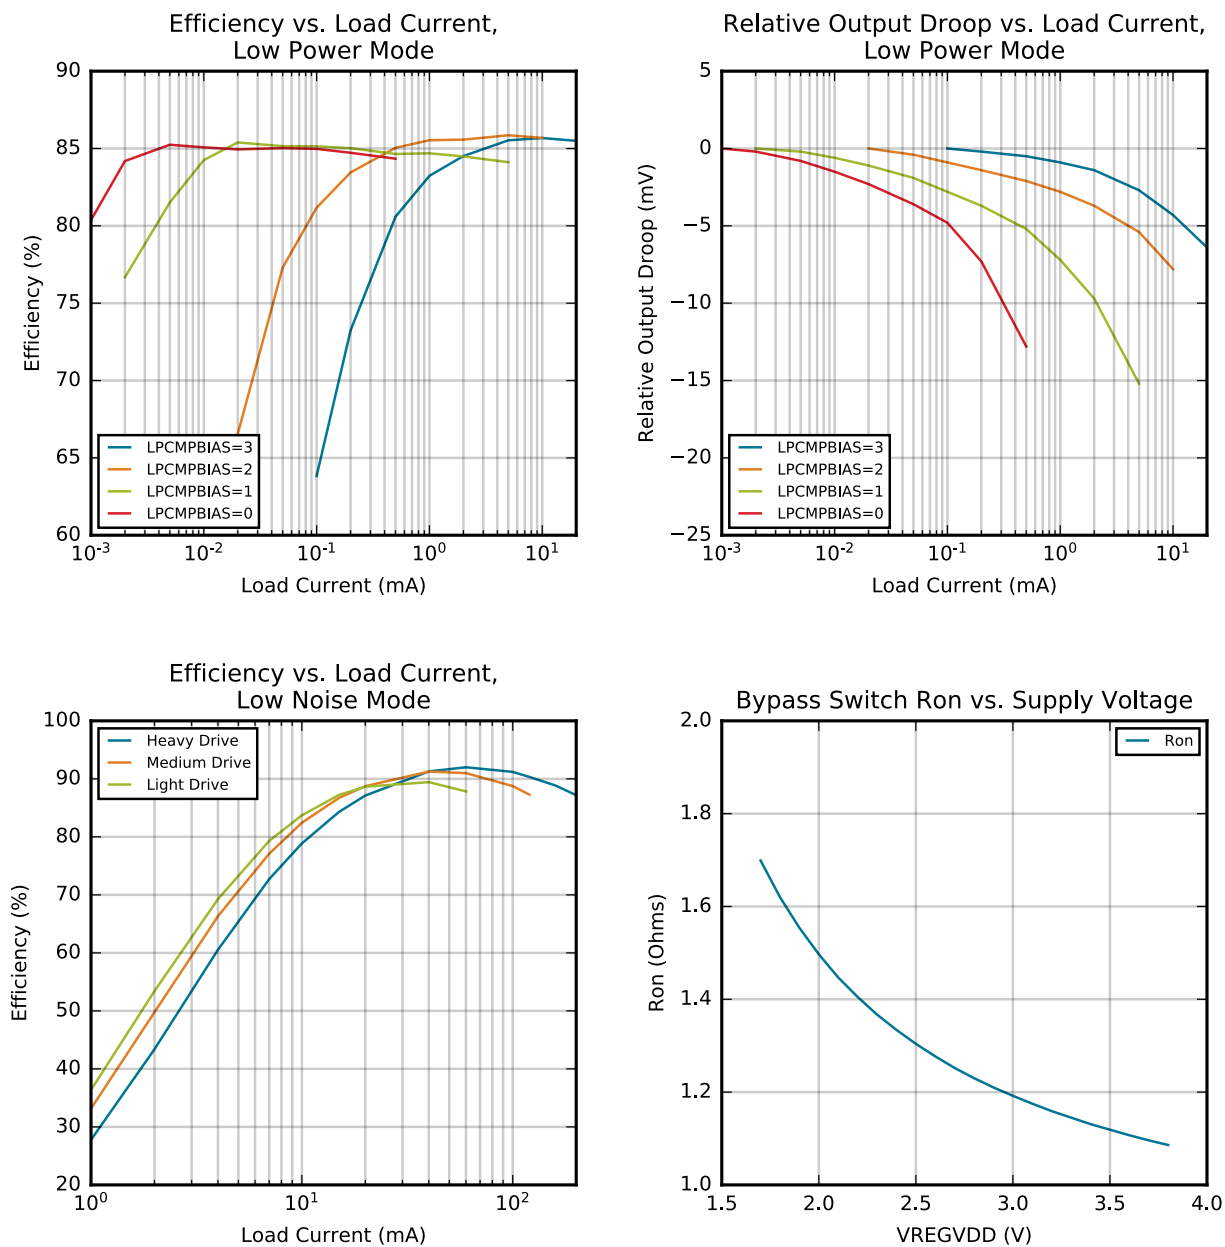 Efficiency vs. Load Current,
Low Power Mode
90
85
80
75
70
65
60
Efficiency (%)
LPCMPBIAS=3
LPCMPBIAS=2
LPCMPBIAS=1
LPCMPBIAS=0
10⁻³ 10⁻² 10⁻¹ 10⁰ 10¹
Load Current (mA)
Relative Output Droop vs. Load Current,
Low Power Mode
5
0
−5
−10
−15
−20
−25
Relative Output Droop (mV)
LPCMPBIAS=3
LPCMPBIAS=2
LPCMPBIAS=1
LPCMPBIAS=0
10⁻³ 10⁻² 10⁻¹ 10⁰ 10¹
Load Current (mA)
Efficiency vs. Load Current,
Low Noise Mode
100
90
80
70
60
50
40
30
20
Efficiency (%)
Heavy Drive
Medium Drive
Light Drive
10⁰ 10¹ 10²
Load Current (mA)
Bypass Switch Ron vs. Supply Voltage
2.0
1.8
1.6
1.4
1.2
1.0
Ron (Ohms)
Ron
1.5 2.0 2.5 3.0 3.5 4.0
VREGVDD (V)